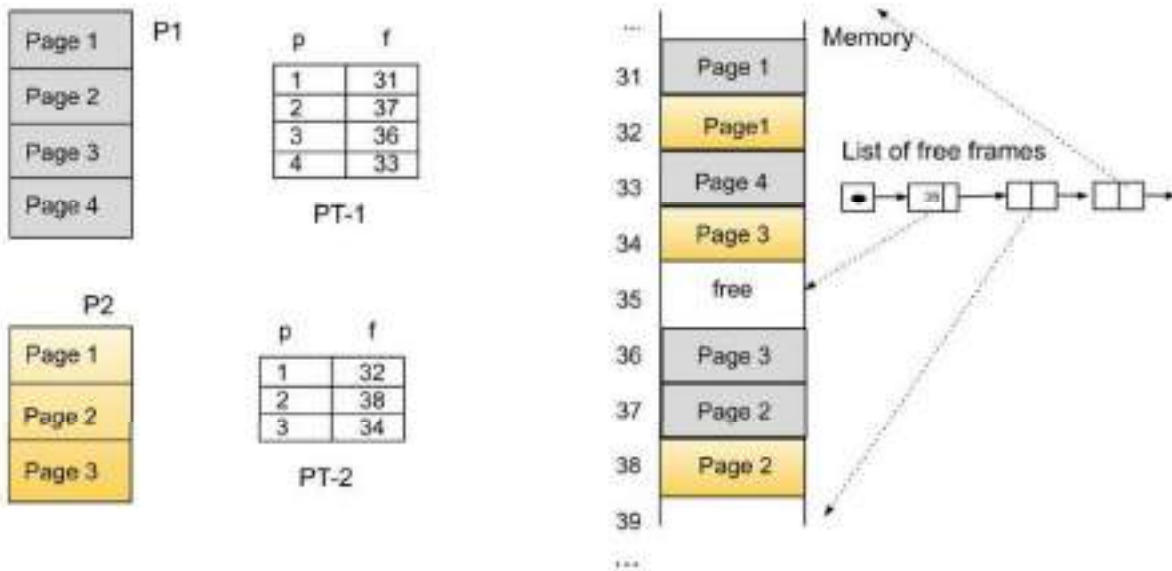 P1
Page 1
Page 2
Page 3
Page 4
p f
1 31
2 37
3 36
4 33
PT-1
P2
Page 1
Page 2
Page 3
p f
1 32
2 38
3 34
PT-2
...
Memory
31 Page 1
32 Page1
33 Page 4
34 Page 3
35 free
36 Page 3
37 Page 2
38 Page 2
39
...
List of free frames